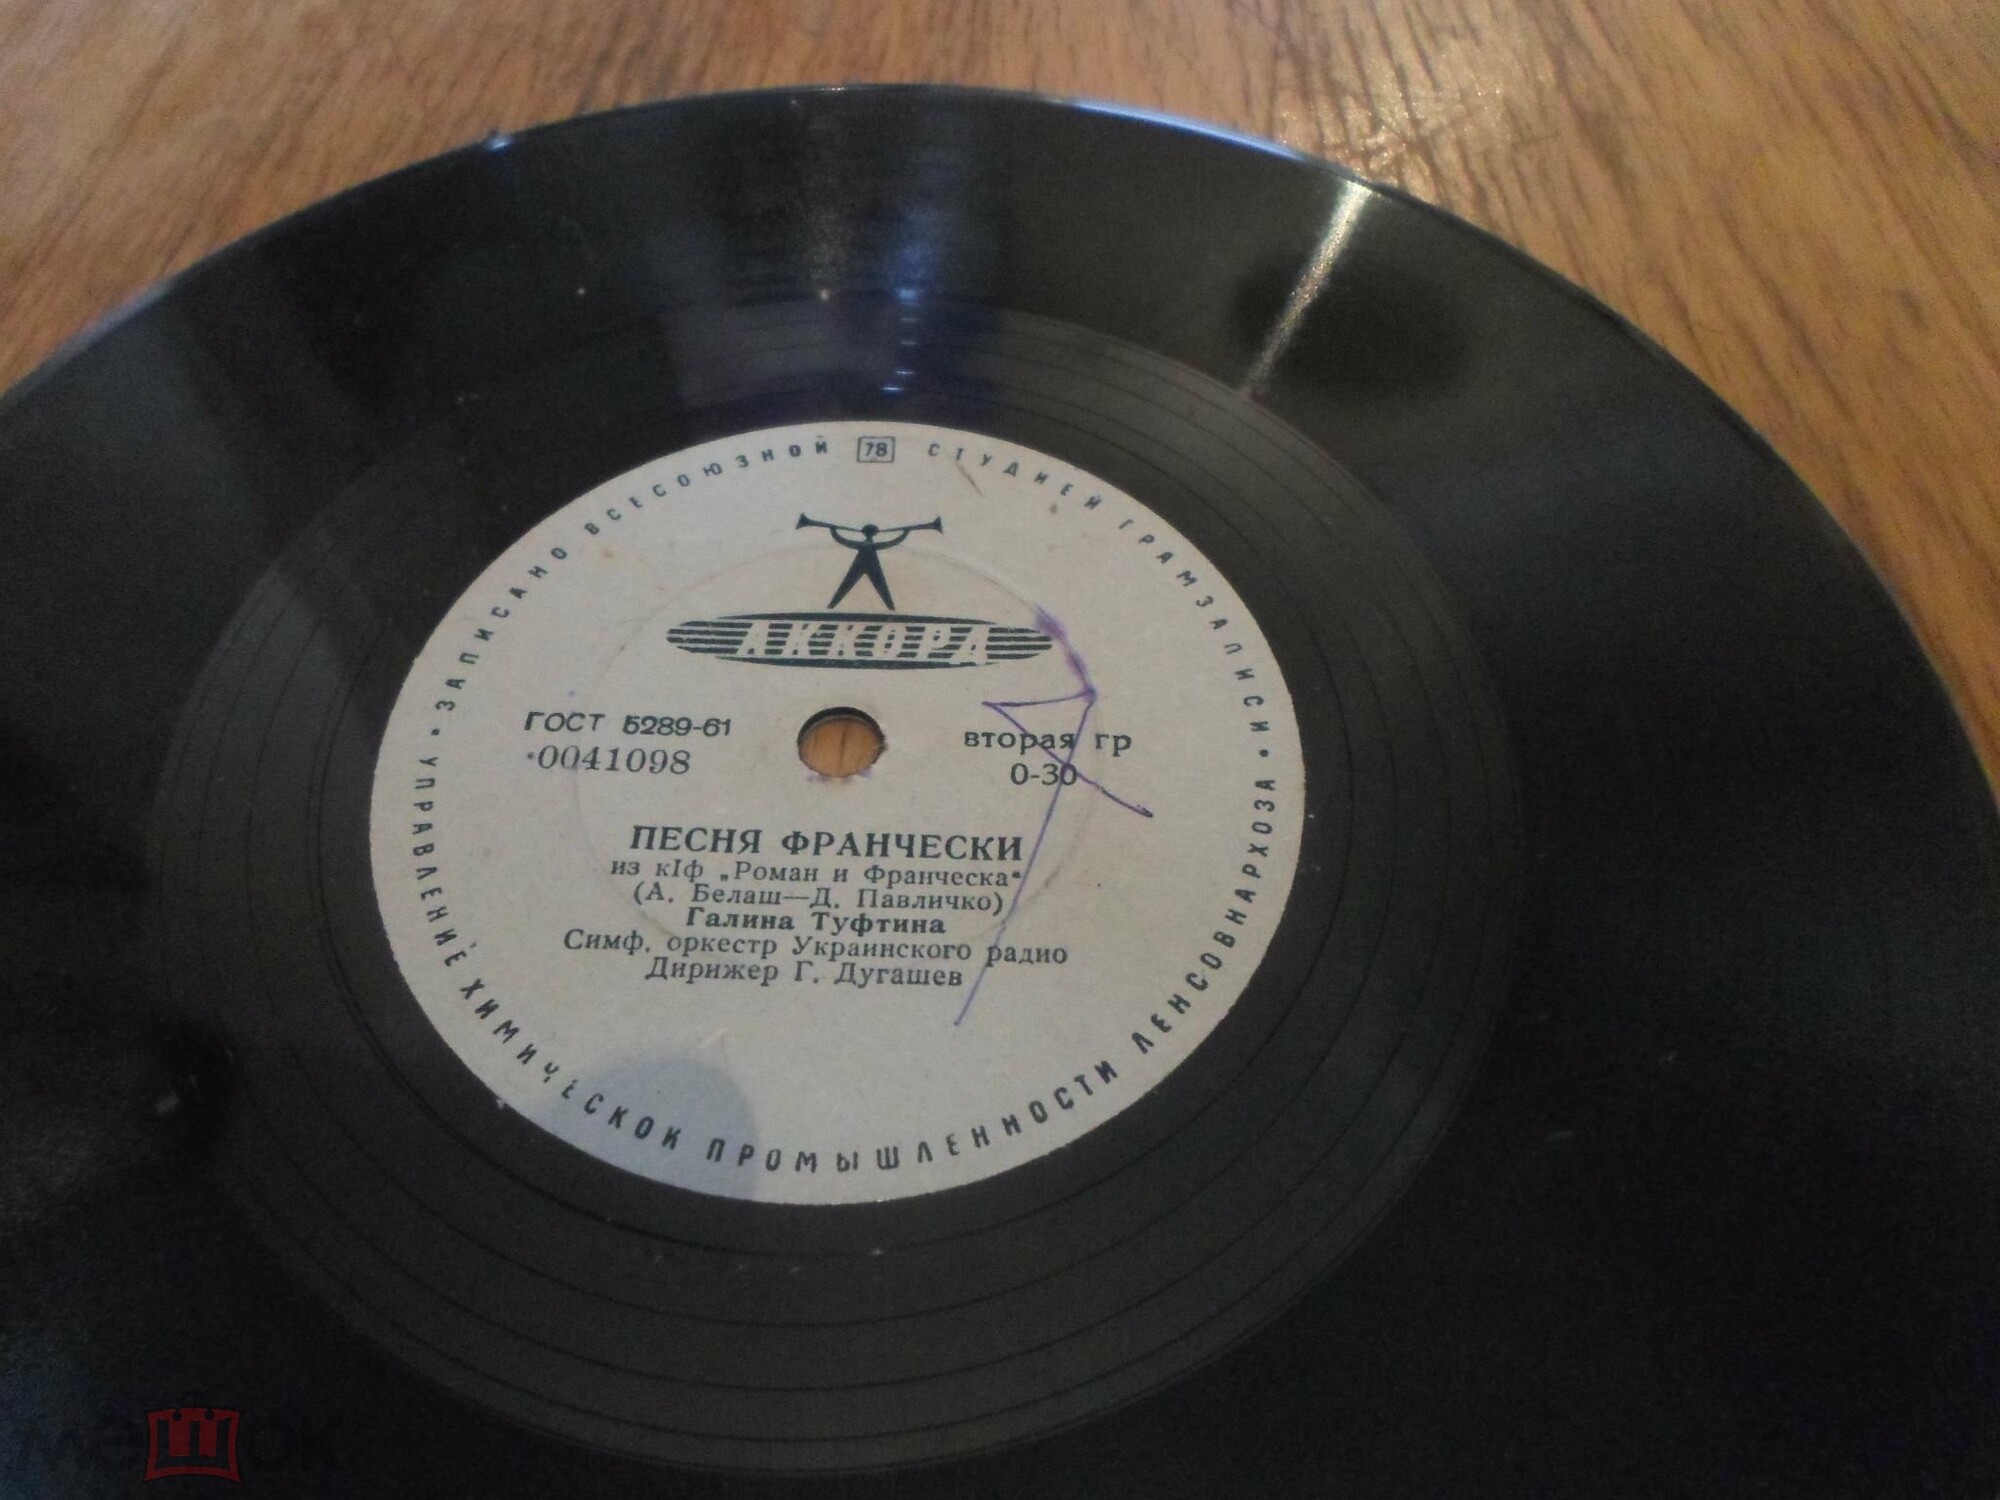 ЗАПИСАНО ВСЕСОЮЗНОЙ 78 СТУДИЕЙ ГРАМЗАПИСИ
АККОРД
ГОСТ 5289-61
0041098
вторая гр
0-30
ПЕСНЯ ФРАНЧЕСКИ
из к|ф „Роман и Франческа“
(А. Белаш—Д. Павличко)
Галина Туфтина
Симф. оркестр Украинского радио
Дирижер Г. Дугашев
• УПРАВЛЕНИЕ ХИМИЧЕСКОЙ ПРОМЫШЛЕННОСТИ ЛЕНСОВНАРХОЗА •
мешок